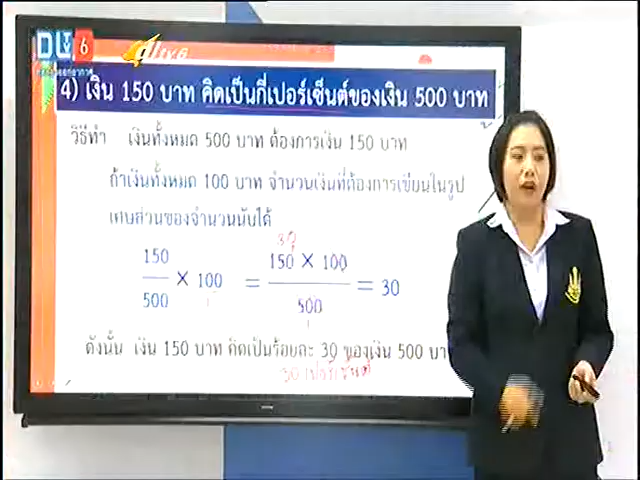 DLTV 6
dltv6
4) เงิน 150 บาท คิดเป็นกี่เปอร์เซ็นต์ของเงิน 500 บาท
วิธีทำ เงินทั้งหมด 500 บาท ต้องการเงิน 150 บาท
ถ้าเงินทั้งหมด 100 บาท จำนวนเงินที่ต้องการเขียนในรูป
เศษส่วนของจำนวนนับได้
30
150/500 × 100 = 150 × 100/500 = 30
1
ดังนั้น เงิน 150 บาท คิดเป็นร้อยละ 30 ของเงิน 500 บ
30 เปอร์เซ็นต์